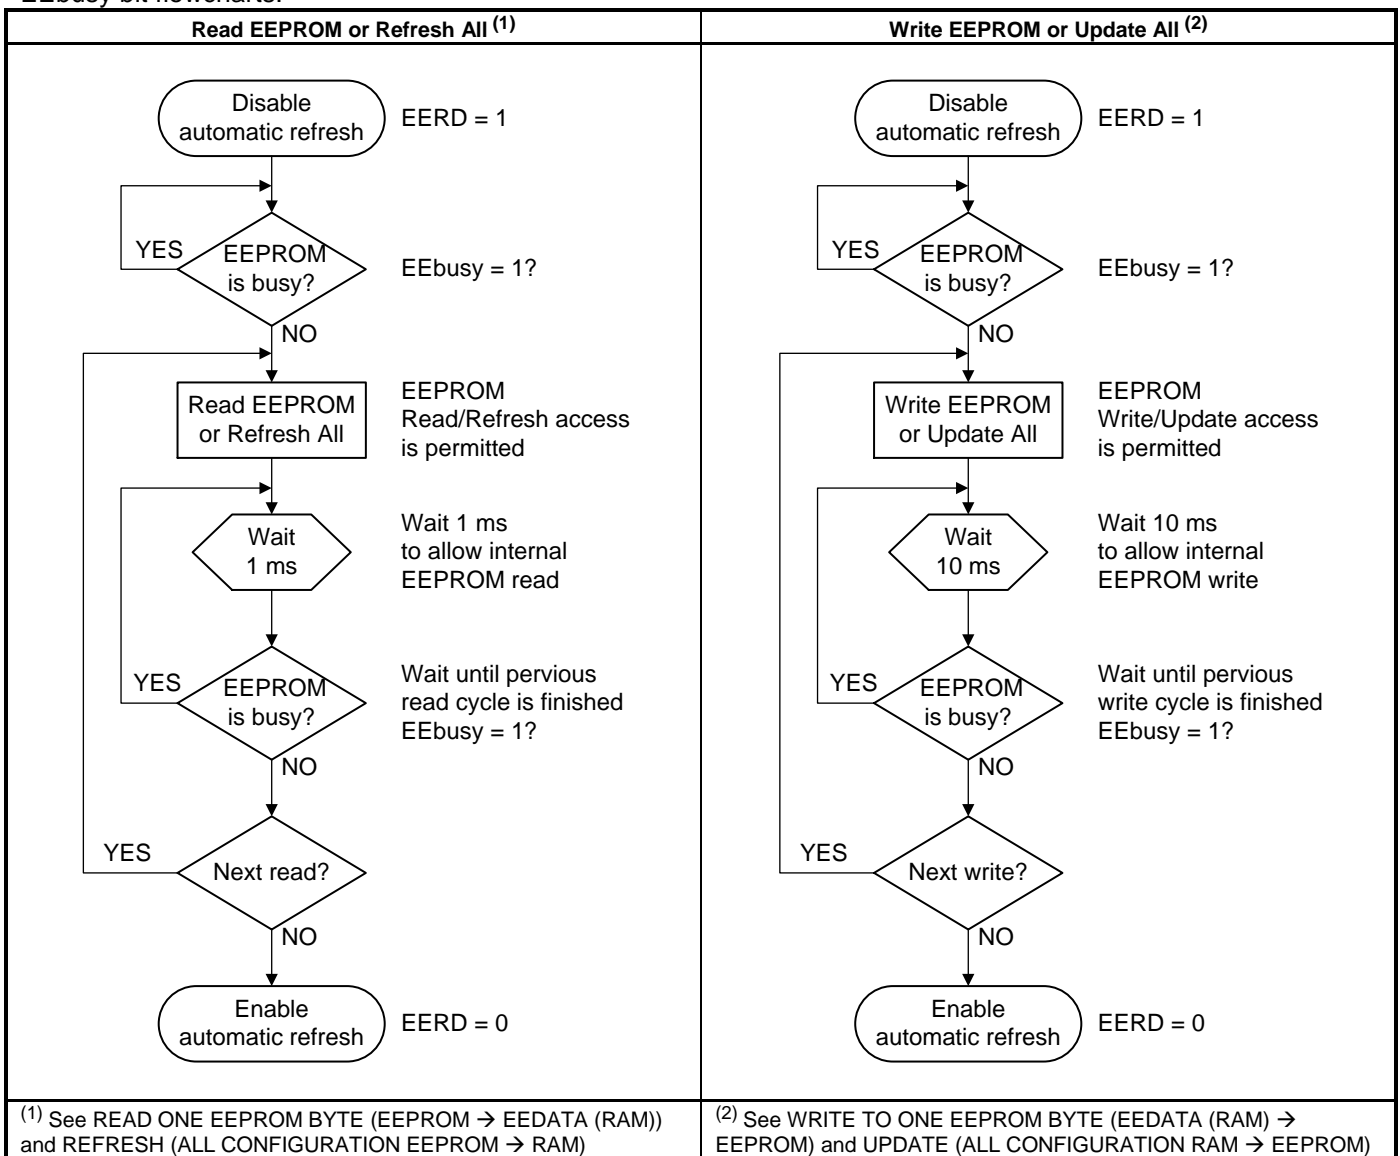 EEbusy bit flowcharts:
Read EEPROM or Refresh All (1)
Disable
automatic refresh
EERD = 1
YES
EEPROM
is busy?
EEbusy = 1?
NO
Read EEPROM
or Refresh All
EEPROM
Read/Refresh access
is permitted
Wait
1 ms
Wait 1 ms
to allow internal
EEPROM read
YES
EEPROM
is busy?
Wait until pervious
read cycle is finished
EEbusy = 1?
NO
YES
Next read?
NO
Enable
automatic refresh
EERD = 0
(1) See READ ONE EEPROM BYTE (EEPROM → EEDATA (RAM))
and REFRESH (ALL CONFIGURATION EEPROM → RAM)
Write EEPROM or Update All (2)
Disable
automatic refresh
EERD = 1
YES
EEPROM
is busy?
EEbusy = 1?
NO
Write EEPROM
or Update All
EEPROM
Write/Update access
is permitted
Wait
10 ms
Wait 10 ms
to allow internal
EEPROM write
YES
EEPROM
is busy?
Wait until pervious
write cycle is finished
EEbusy = 1?
NO
YES
Next write?
NO
Enable
automatic refresh
EERD = 0
(2) See WRITE TO ONE EEPROM BYTE (EEDATA (RAM) →
EEPROM) and UPDATE (ALL CONFIGURATION RAM → EEPROM)